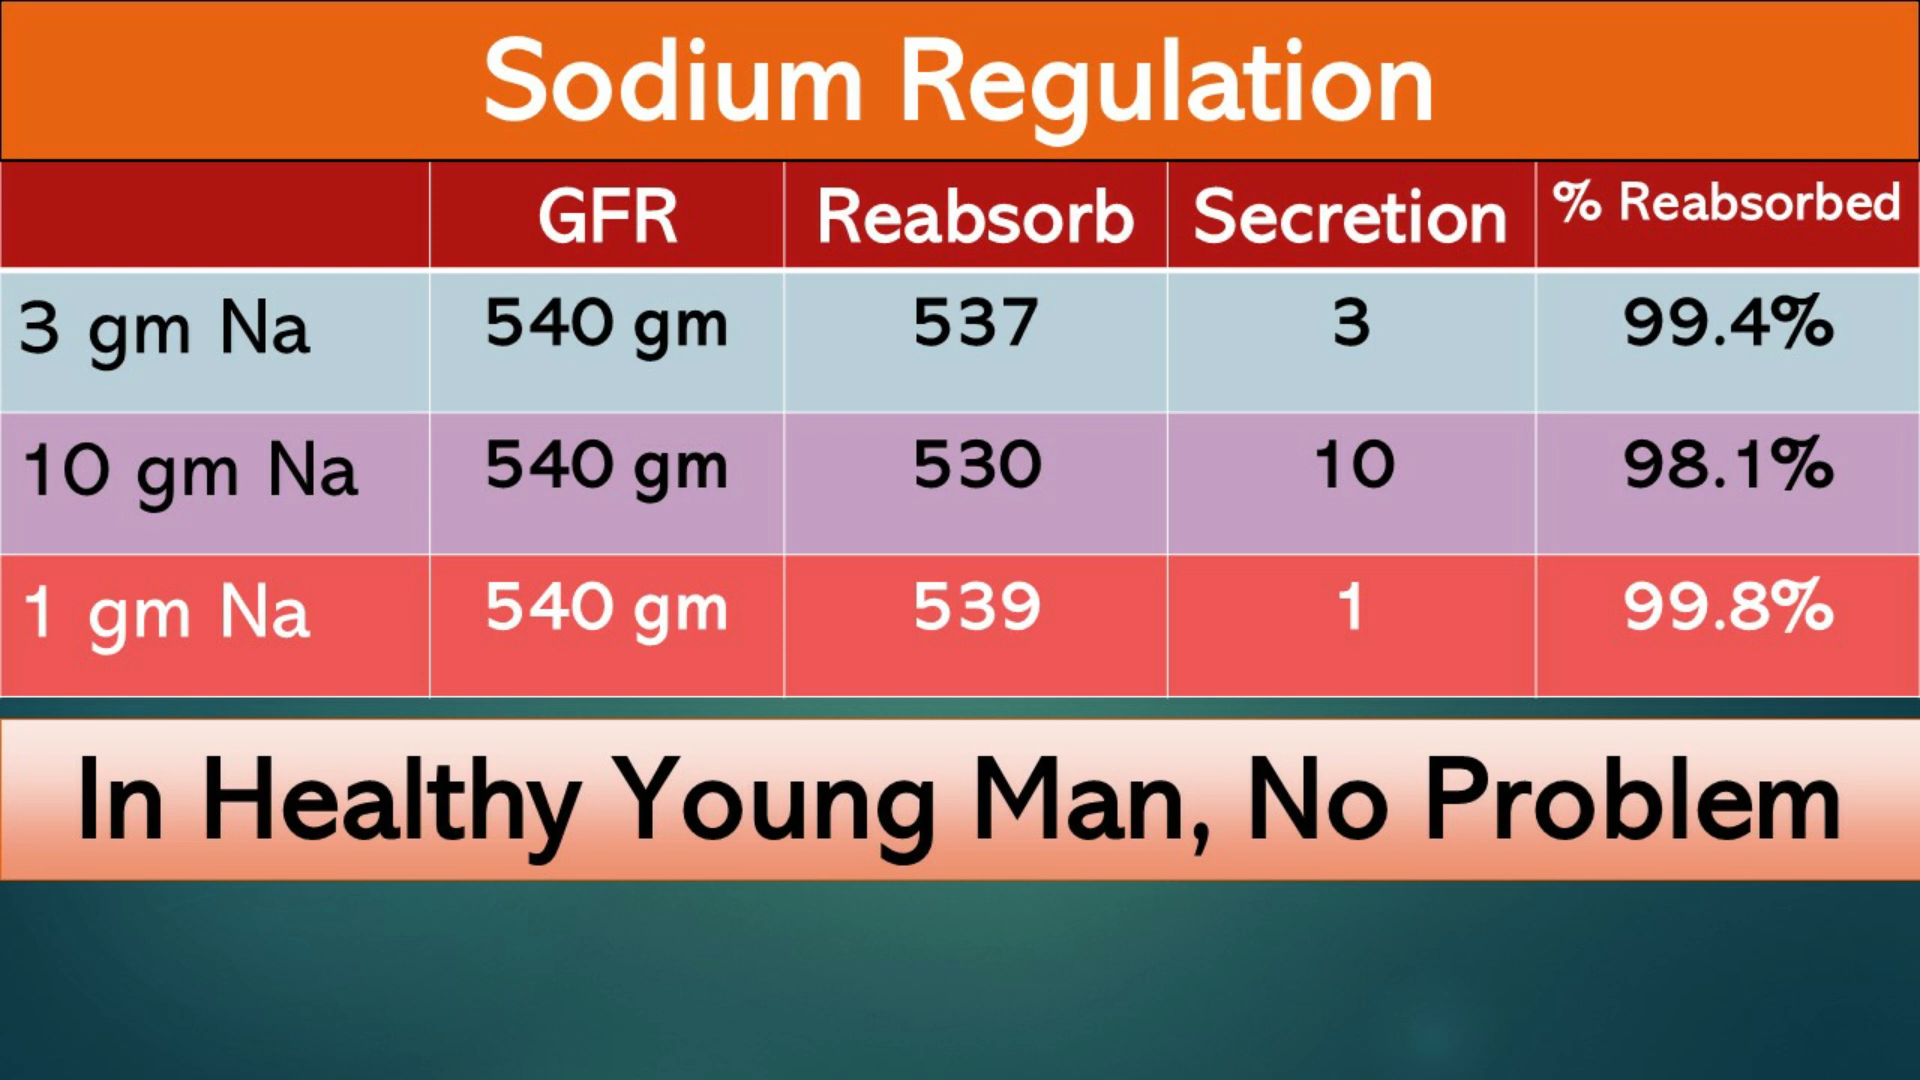 Sodium Regulation
GFR Reabsorb Secretion % Reabsorbed
3 gm Na 540 gm 537 3 99.4%
10 gm Na 540 gm 530 10 98.1%
1 gm Na 540 gm 539 1 99.8%
In Healthy Young Man, No Problem